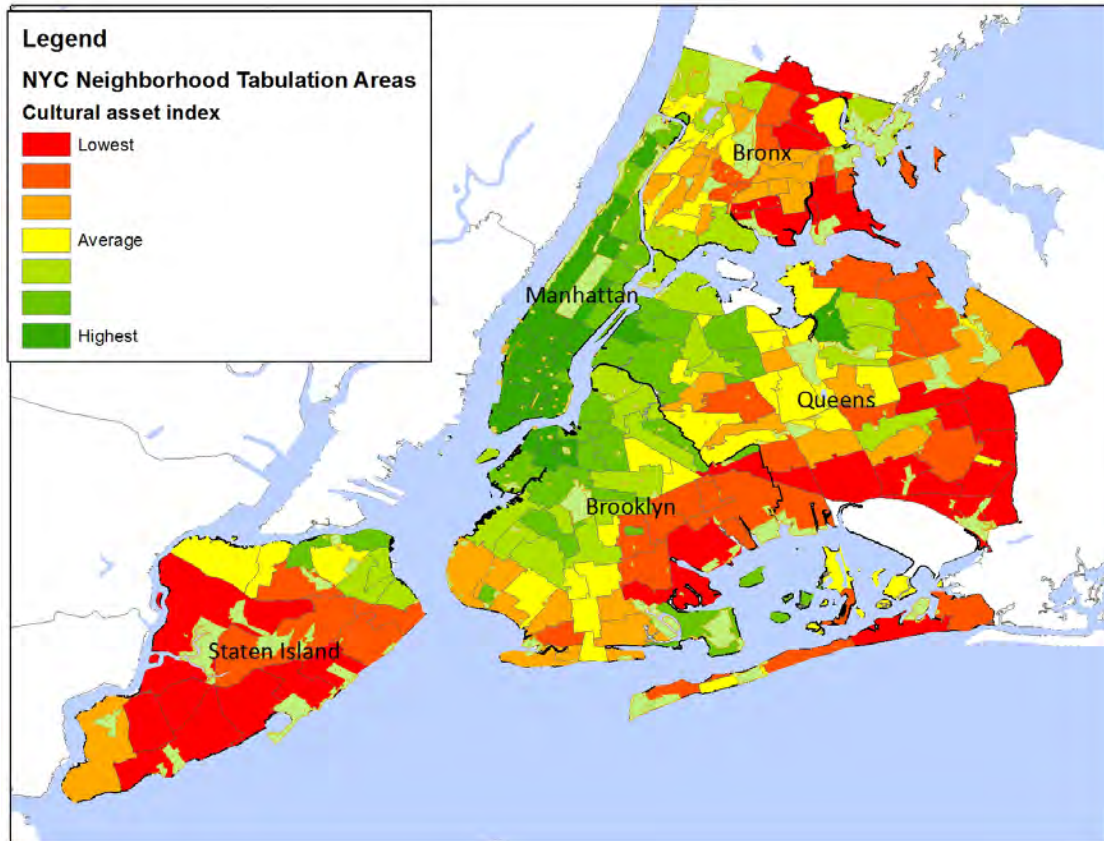 Legend
NYC Neighborhood Tabulation Areas
Cultural asset index
Lowest
Average
Highest
Bronx
Manhattan
Queens
Brooklyn
Staten Island